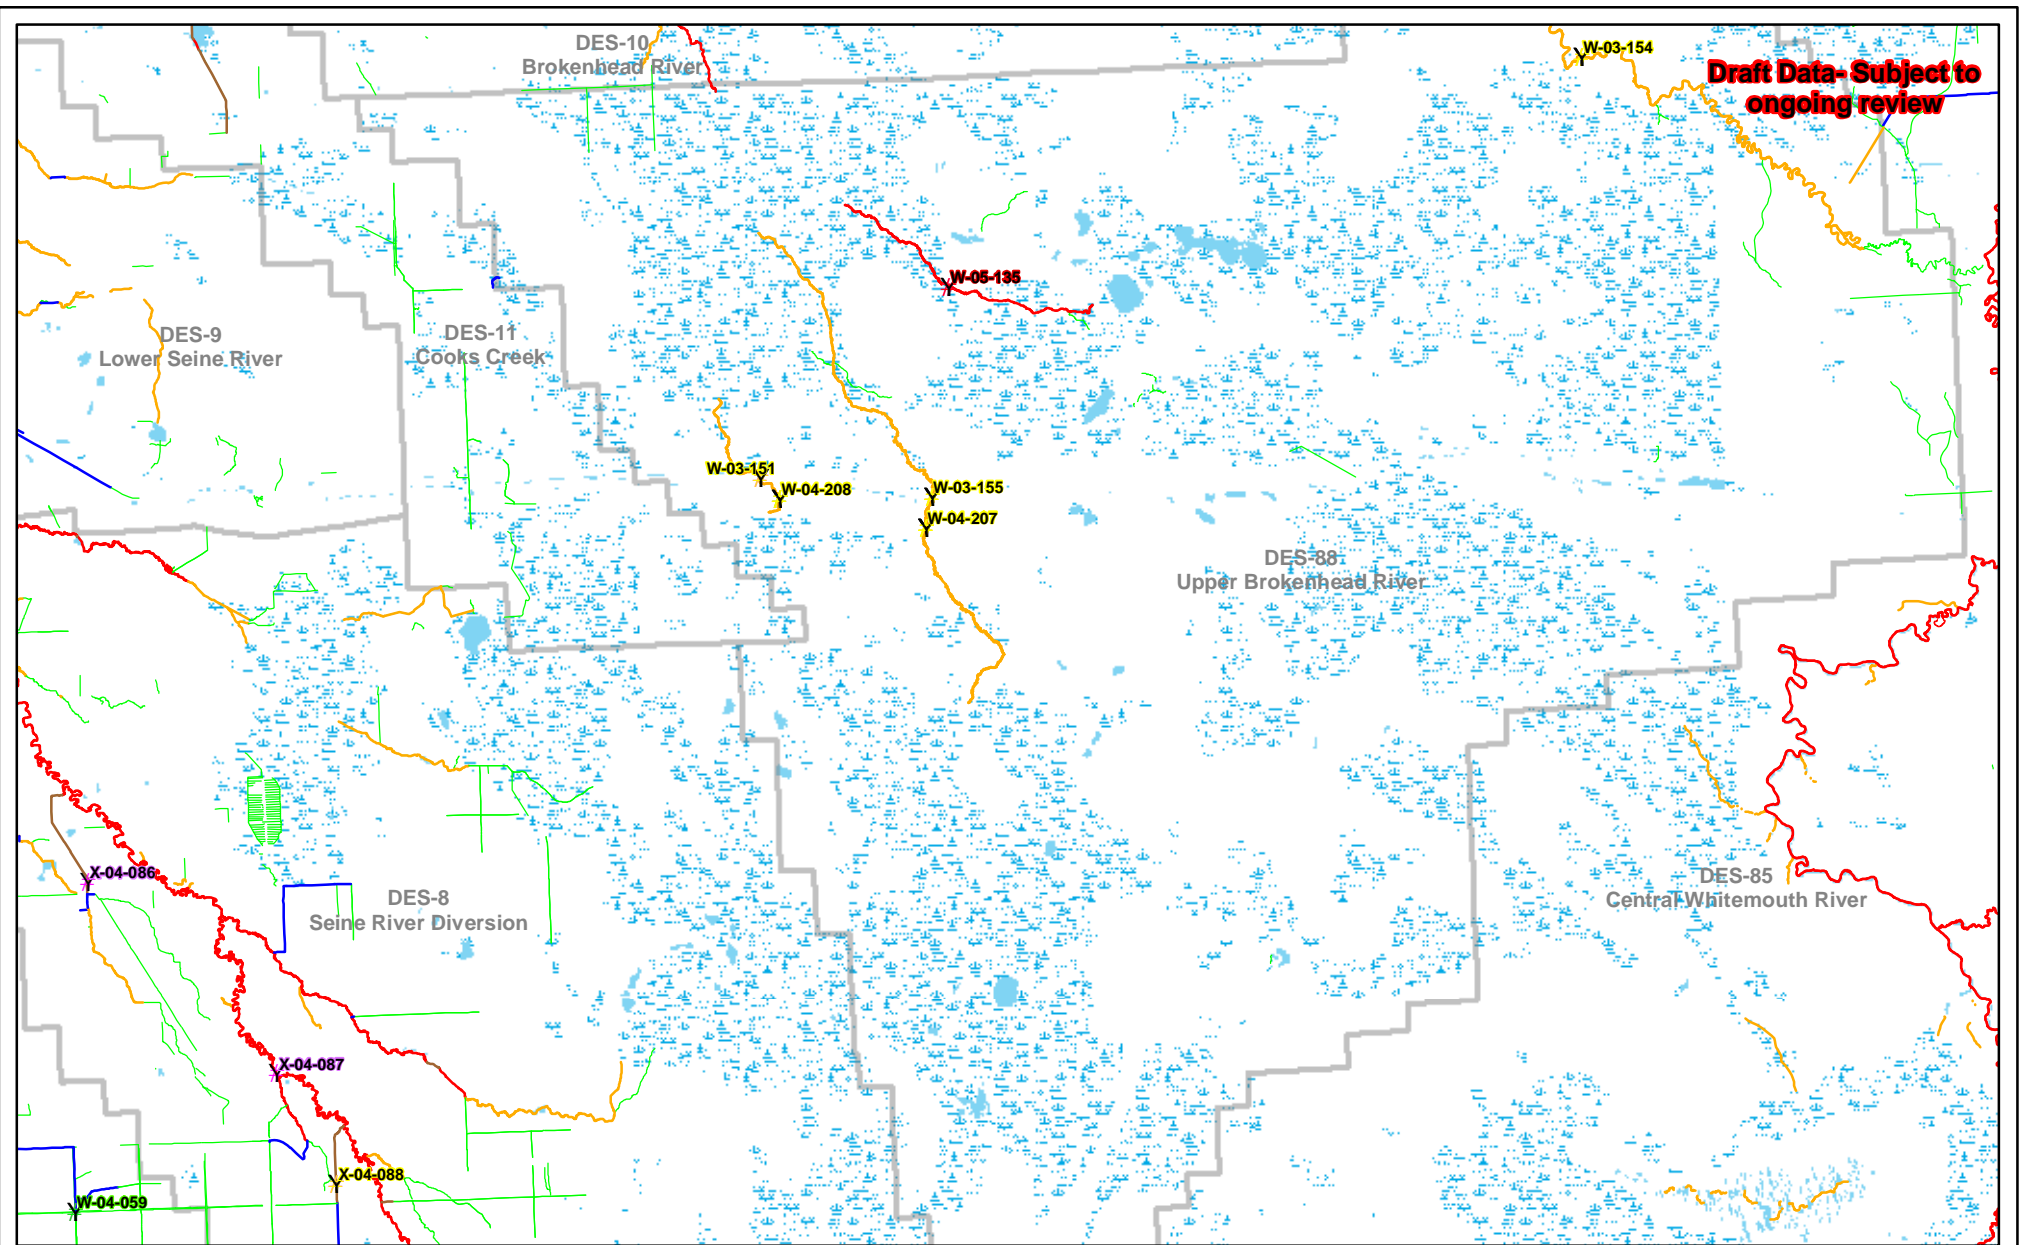 DES-10
Brokenhead River
W-03-154
Draft Data- Subject to
ongoing review
W-05-135
DES-9
Lower Seine River
DES-11
Cooks Creek
W-03-151
W-04-208
W-03-155
W-04-207
DES-88
Upper Brokenhead River
X-04-086
DES-8
Seine River Diversion
DES-85
Central Whitemouth River
X-04-087
X-04-088
W-04-059